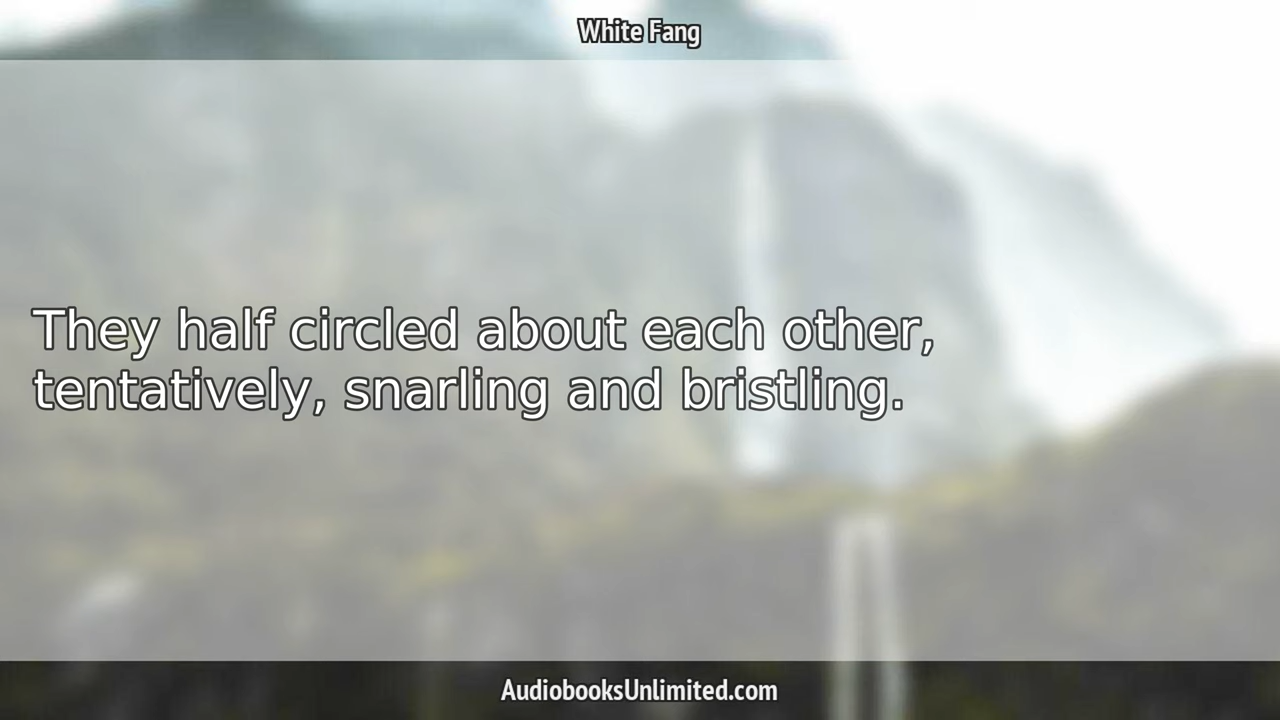 White Fang
They half circled about each other,
tentatively, snarling and bristling.
AudiobooksUnlimited.com